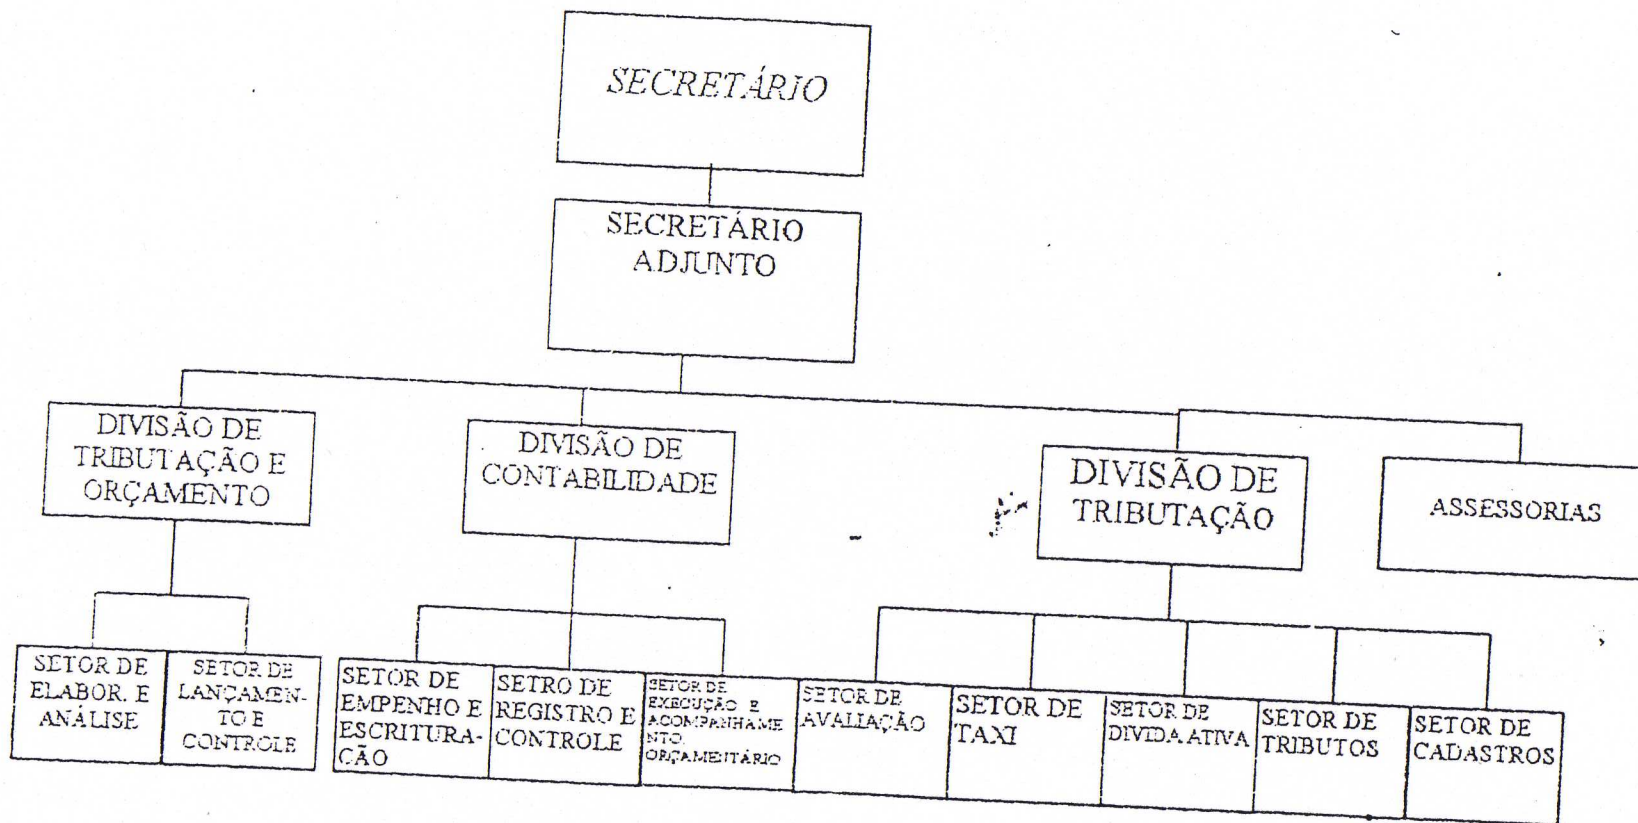 SECRETÁRIO
SECRETÁRIO
ADJUNTO
DIVISÃO DE
TRIBUTAÇÃO E
ORÇAMENTO
DIVISÃO DE
CONTABILIDADE
DIVISÃO DE
TRIBUTAÇÃO
ASSESSORIAS
SETOR DE
ELABOR. E
ANÁLISE
SETOR DE
LANÇAMEN-
TO E
CONTROLE
SETOR DE
EMPENHO E
ESCRITURA-
CÃO
SETRO DE
REGISTRO E
CONTROLE
SETOR DE
EXECUÇÃO E
ACOMPANHAME
NTO.
ORÇAMENTÁRIO
SETOR DE
AVALIAÇÃO
SETOR DE
TAXI
SETOR DE
DIVIDA ATIVA
SETOR DE
TRIBUTOS
SETOR DE
CADASTROS